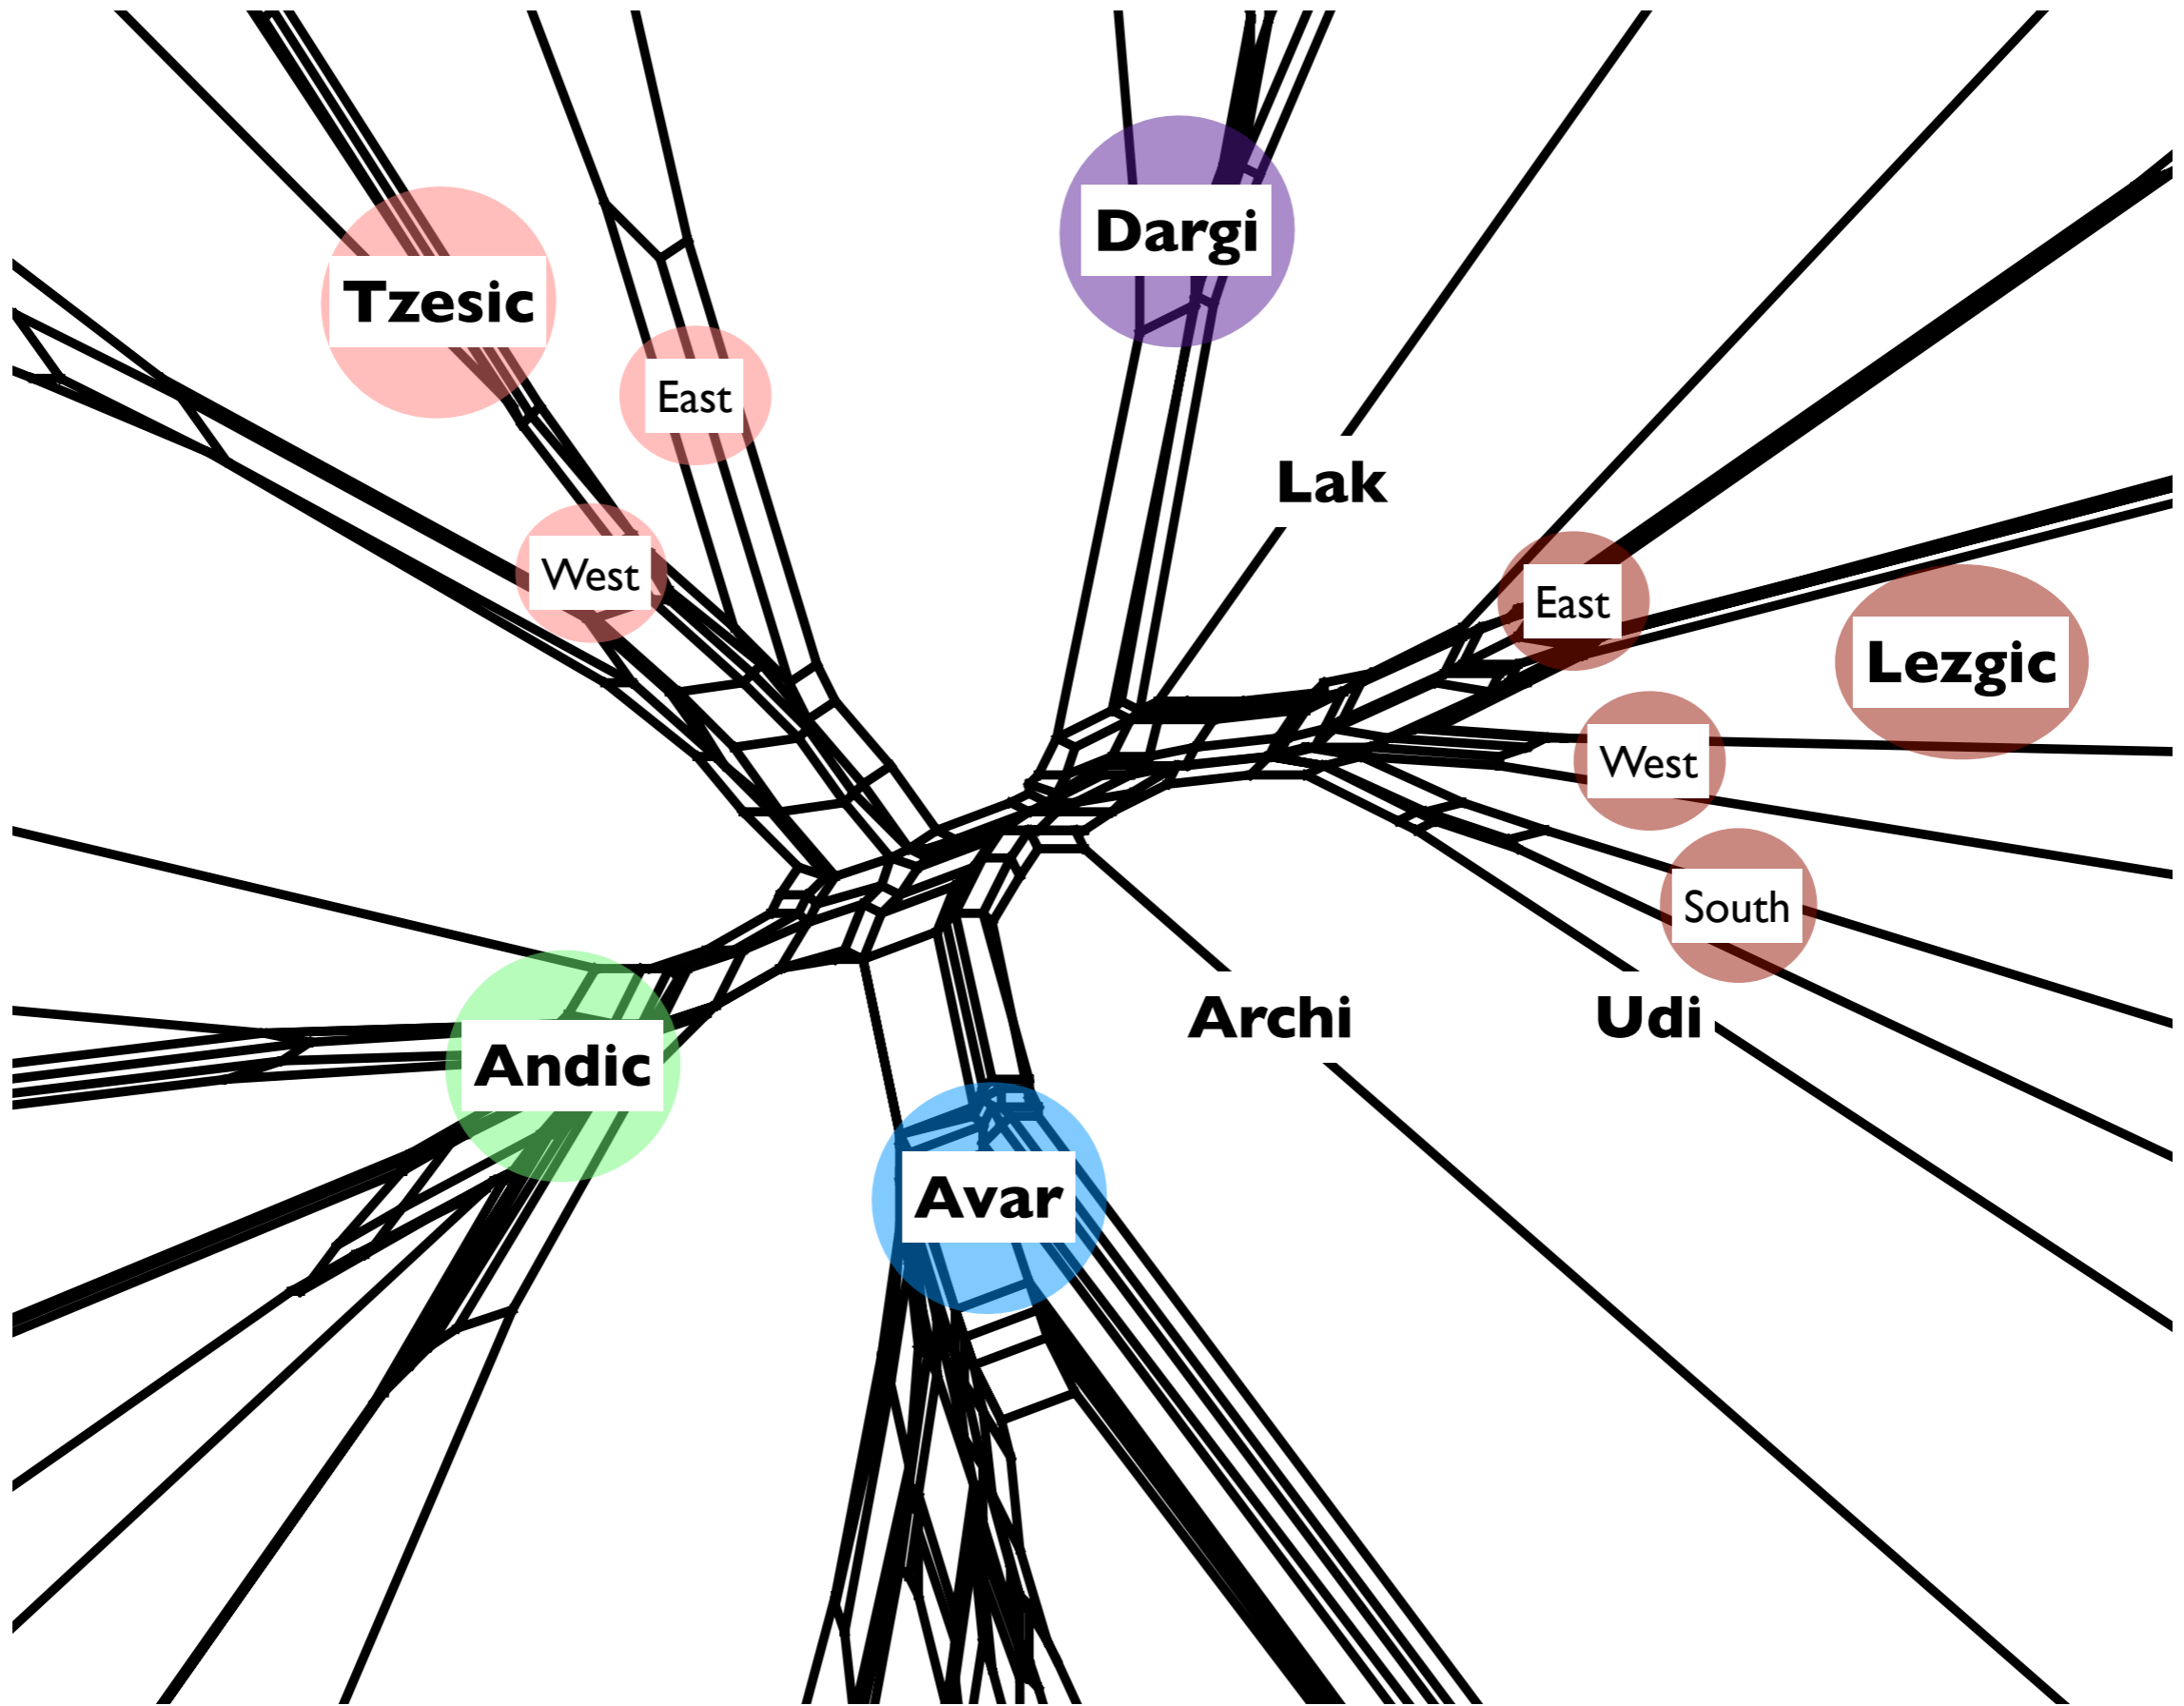 Dargi
Tzesic
East
Lak
West
East
Lezgic
West
South
Archi
Udi
Andic
Avar